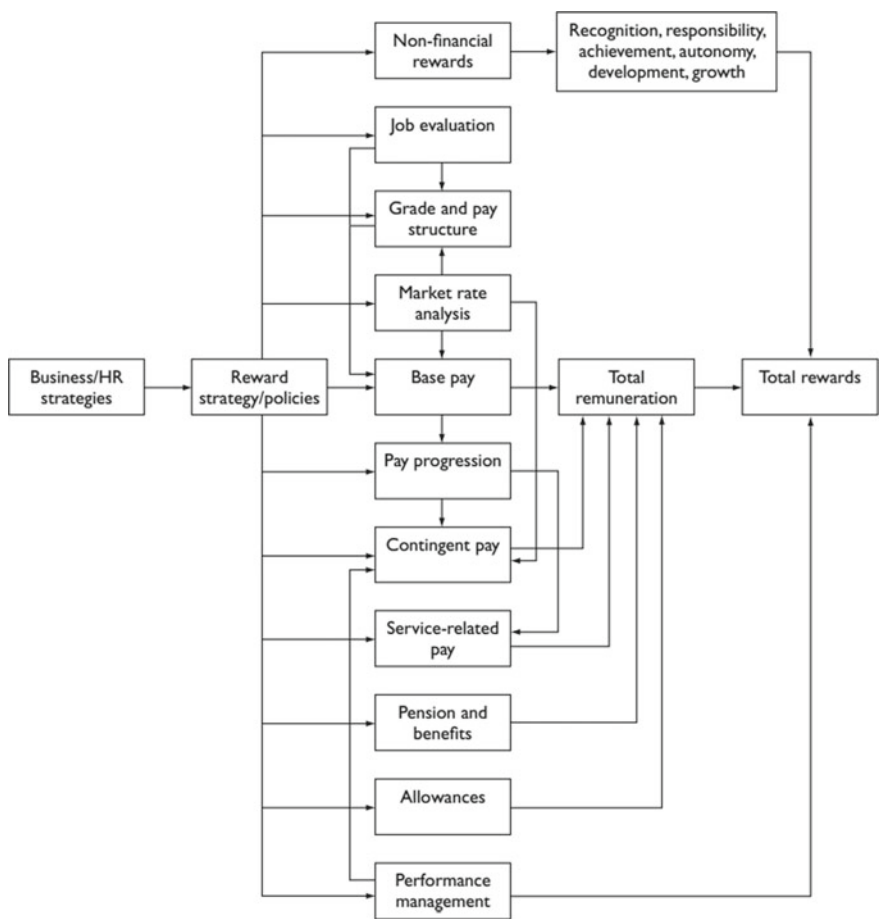 Non-financial
rewards
Recognition, responsibility,
achievement, autonomy,
development, growth
Job evaluation
Grade and pay
structure
Market rate
analysis
Business/HR
strategies
Reward
strategy/policies
Base pay
Total
remuneration
Total rewards
Pay progression
Contingent pay
Service-related
pay
Pension and
benefits
Allowances
Performance
management